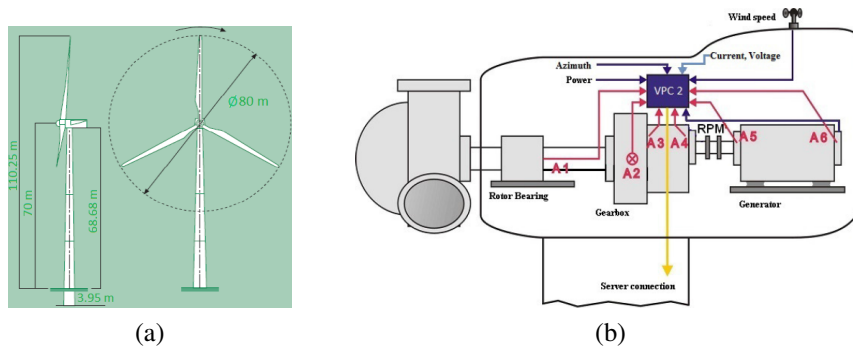 110.25 m
70 m
68.68 m
3.95 m
Ø80 m
(a)
Wind speed
Azimuth
Current, Voltage
Power
VPC 2
RPM
A1
A2
A3
A4
A5
A6
Rotor Bearing
Gearbox
Generator
Server connection
(b)